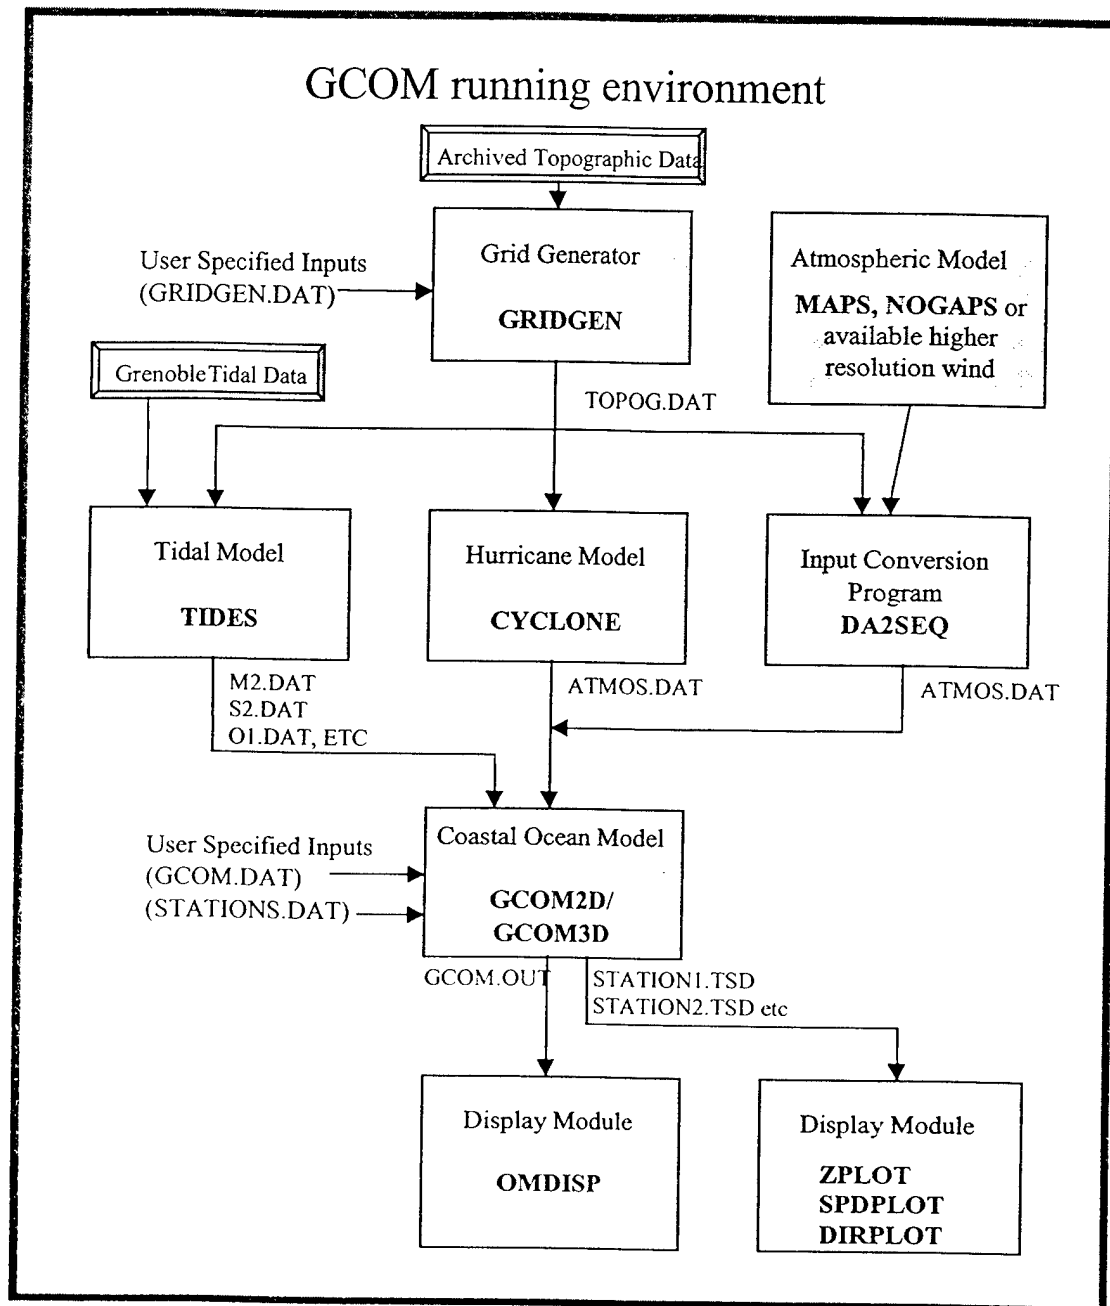 GCOM running environment
Archived Topographic Data
User Specified Inputs
(GRIDGEN.DAT)
Grid Generator
GRIDGEN
Atmospheric Model
MAPS, NOGAPS or
available higher
resolution wind
Grenoble Tidal Data
TOPOG.DAT
Tidal Model
TIDES
Hurricane Model
CYCLONE
Input Conversion
Program
DA2SEQ
M2.DAT
S2.DAT
O1.DAT, ETC
ATMOS.DAT
ATMOS.DAT
User Specified Inputs
(GCOM.DAT)
(STATIONS.DAT)
Coastal Ocean Model
GCOM2D/
GCOM3D
GCOM.OUT
STATION1.TSD
STATION2.TSD etc
Display Module
OMDISP
Display Module
ZPLOT
SPDPLOT
DIRPLOT